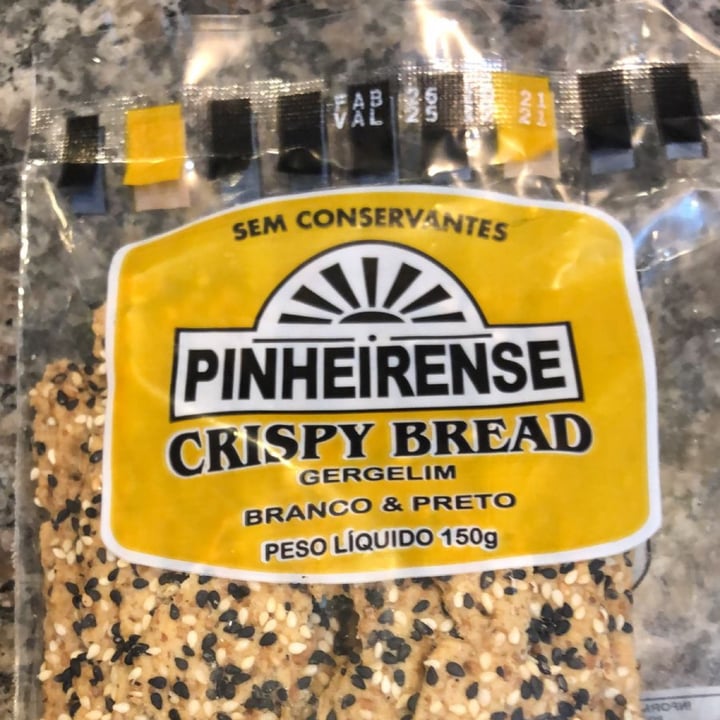 FAB 26 21
VAL 25 21
SEM CONSERVANTES
PINHEIRENSE
CRISPY BREAD
GERGELIM
BRANCO & PRETO
PESO LÍQUIDO 150g